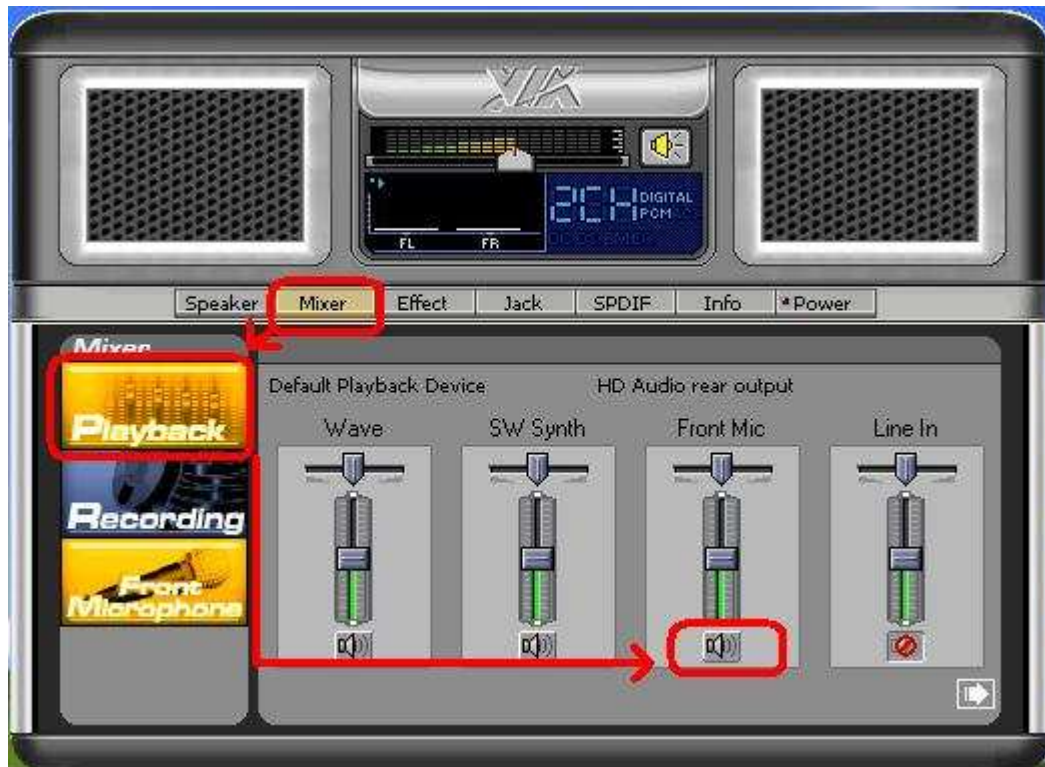 VIA
2CH DIGITAL
PCM
FL FR
Speaker Mixer Effect Jack SPDIF Info Power
Mixer
Playback
Recording
Front
Microphone
Default Playback Device HD Audio rear output
Wave SW Synth Front Mic Line In